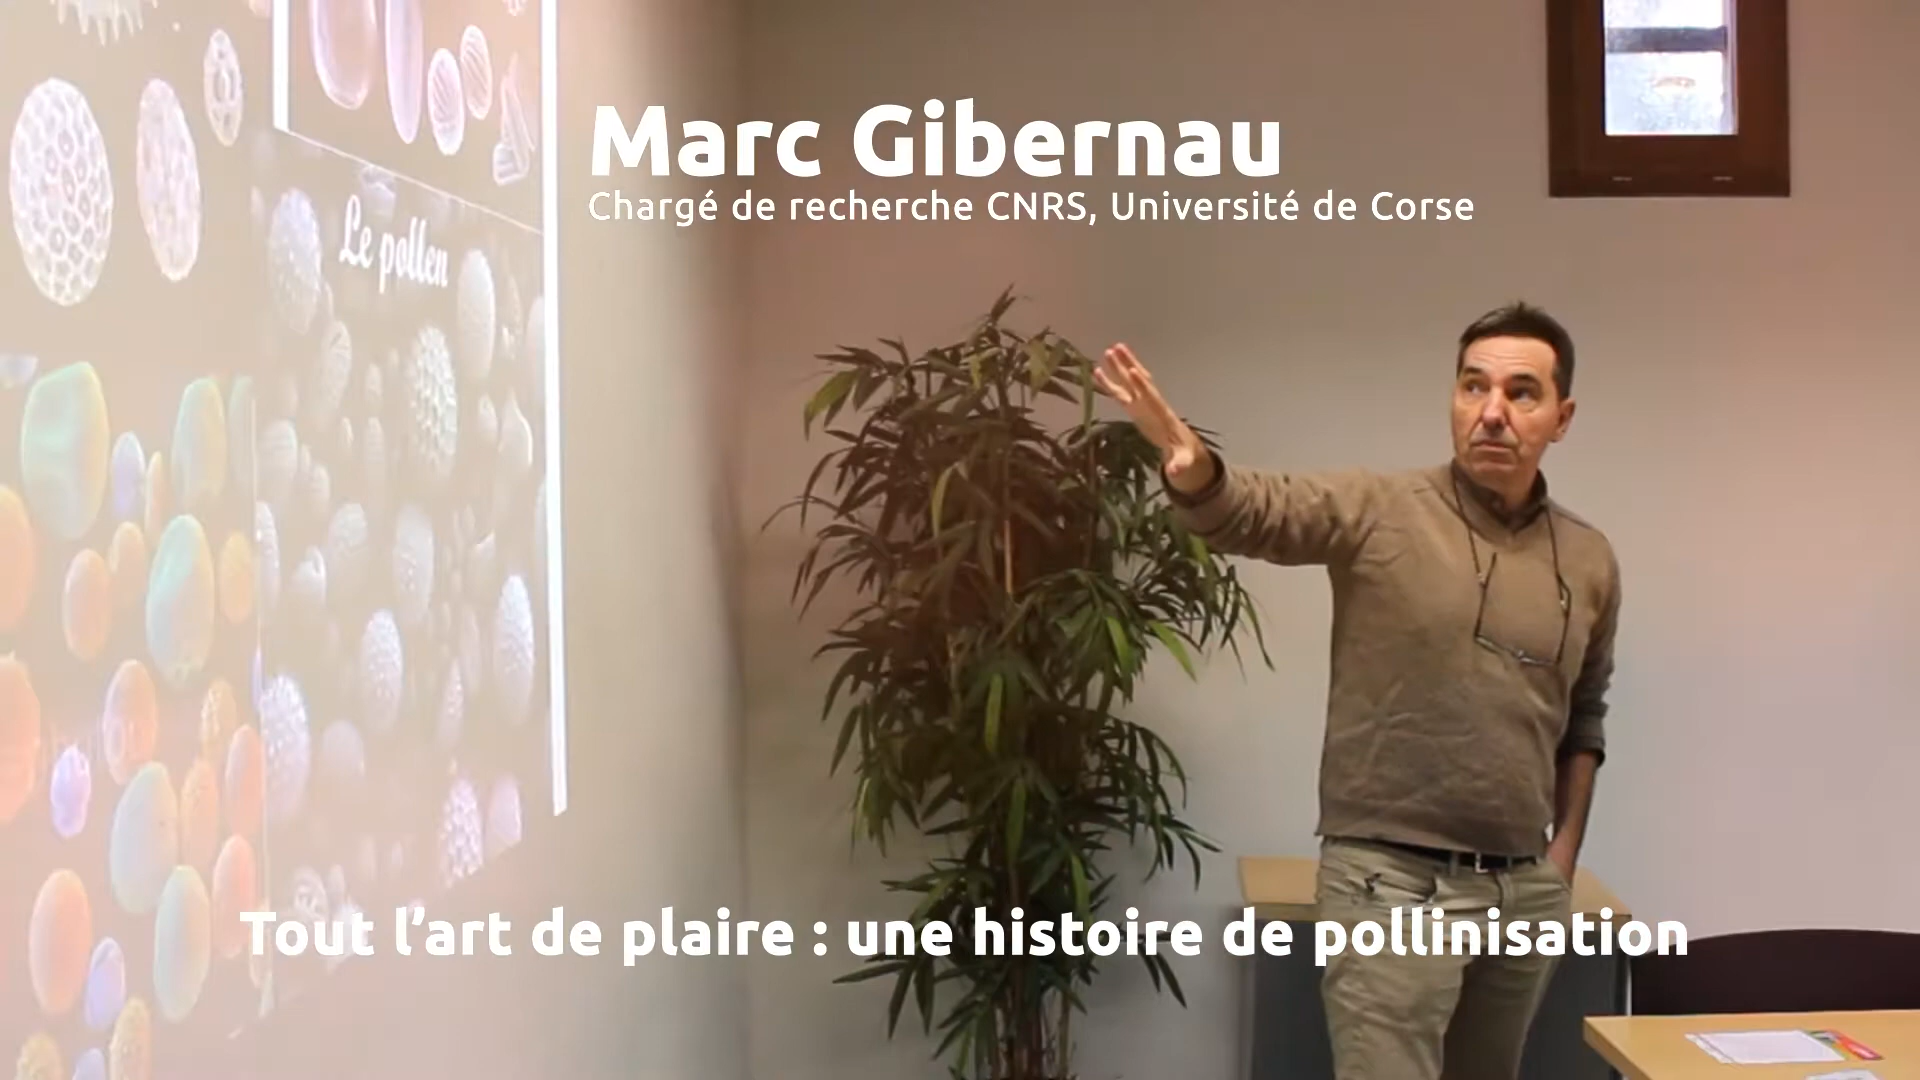 Marc Gibernau
Chargé de recherche CNRS, Université de Corse
Le pollen
Tout l’art de plaire : une histoire de pollinisation